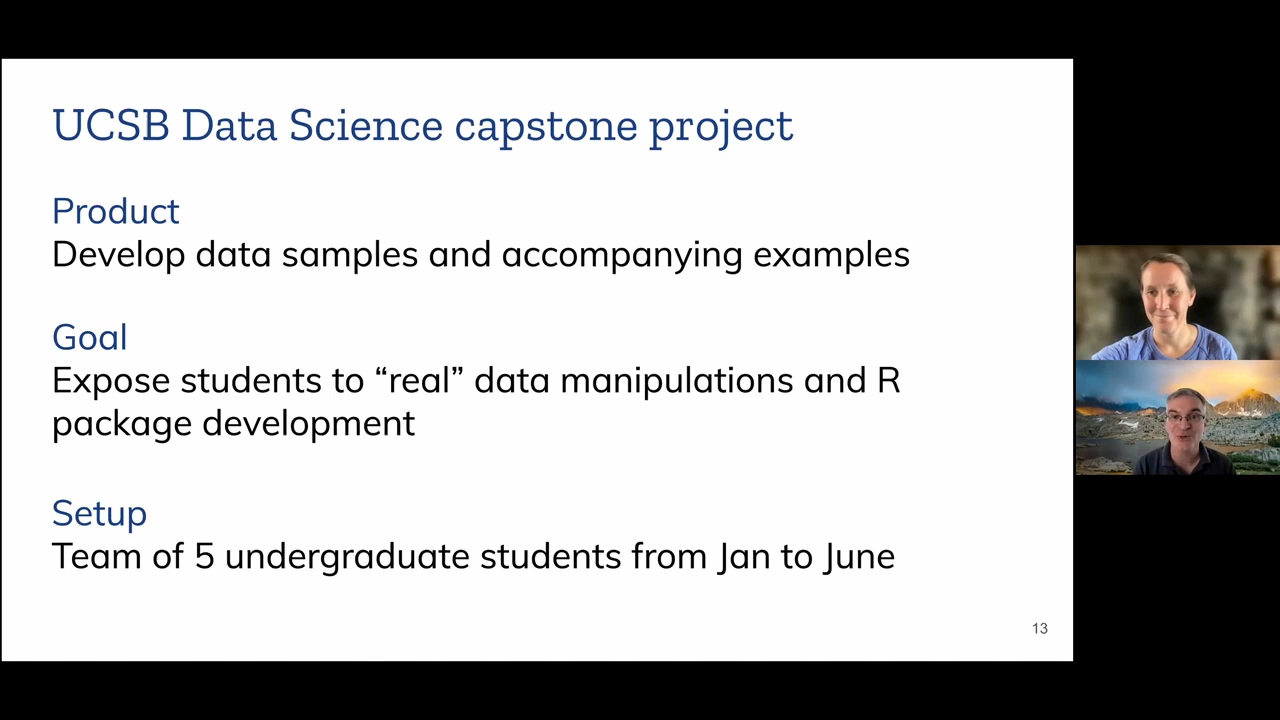 UCSB Data Science capstone project
Product
Develop data samples and accompanying examples
Goal
Expose students to “real” data manipulations and R
package development
Setup
Team of 5 undergraduate students from Jan to June
13